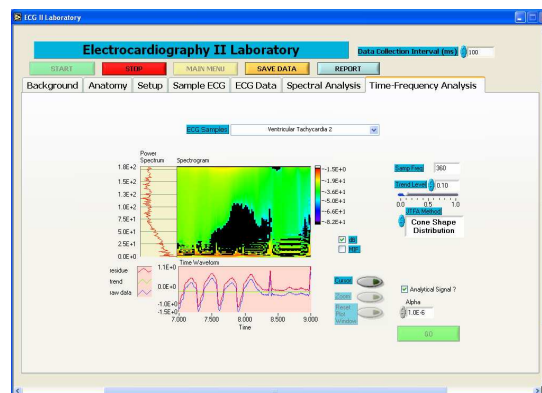 ECG II Laboratory
Electrocardiography II Laboratory
Data Collection Interval (ms) 100
START STOP MAIN MENU SAVE DATA REPORT
Background Anatomy Setup Sample ECG ECG Data Spectral Analysis Time-Frequency Analysis
ECG Samples Ventricular Tachycardia 2
Power
Spectrum Spectrogram
1.8E+2
1.5E+2
1.3E+2
1.0E+2
7.5E+1
5.0E+1
2.5E+1
0.0E+0
-1.5E+0
-1.9E+1
-3.6E+1
-5.0E+1
-6.6E+1
-8.2E+1
Samp Freq 360
Trend Level 0.10
0.0 0.5 1.0
JTFA Method
Cone Shape
Distribution
dB
Time Waveform
residue
trend
raw data
1.1E+0
0.0E+0
-1.0E+0
-1.5E+0
7.000 7.500 8.000 8.500 9.000
Time
Cursor
Zoom
Reset
Plot
Window
Analytical Signal ?
Alpha
1.0E-6
GO